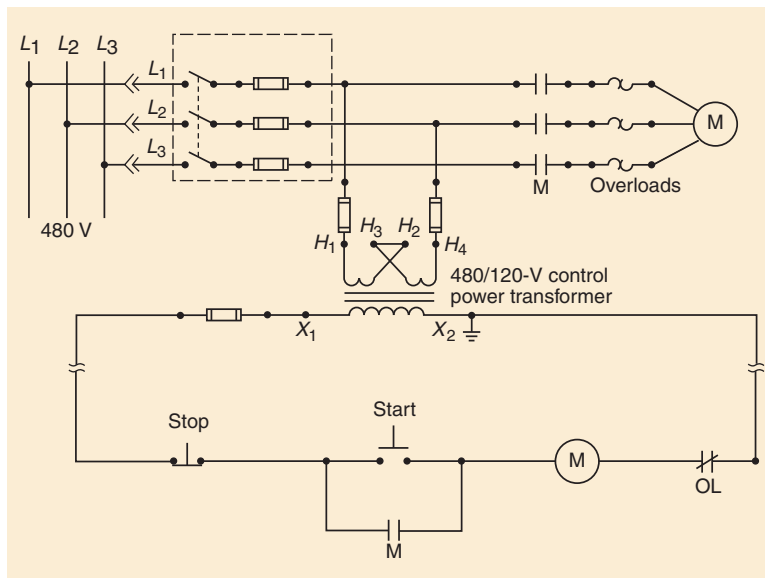 L1 L2 L3
L1
L2
L3
480 V
M
M
Overloads
H1 H3 H2 H4
480/120-V control
power transformer
X1 X2
Stop
Start
M
OL
M